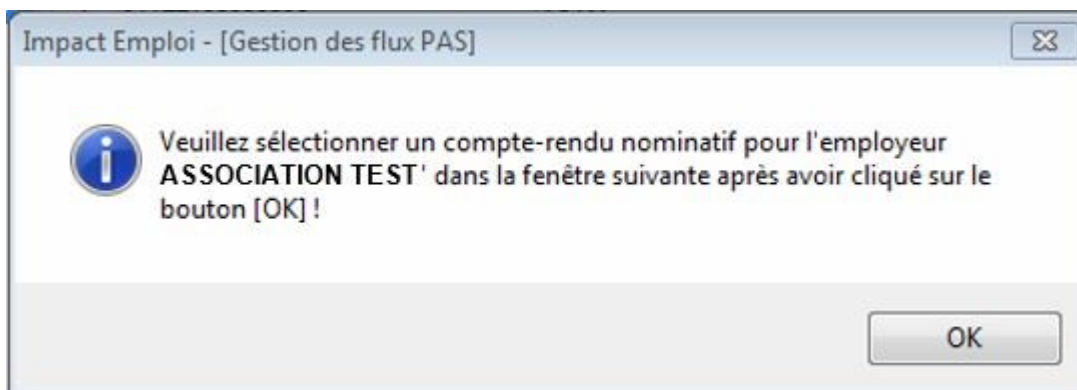 Impact Emploi - [Gestion des flux PAS]
Veuillez sélectionner un compte-rendu nominatif pour l'employeur
ASSOCIATION TEST' dans la fenêtre suivante après avoir cliqué sur le
bouton [OK] !
OK